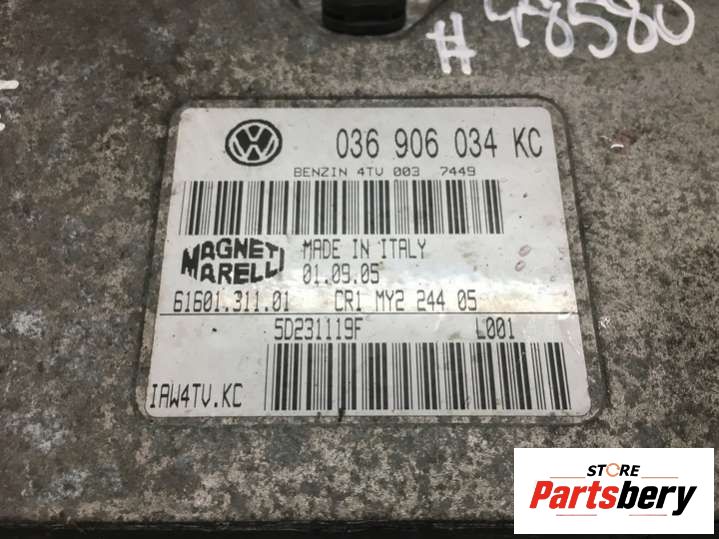 # 48580
VW
036 906 034 KC
BENZIN 4TV 003 7449
MAGNETI
MARELLI
MADE IN ITALY
01.09.05
61601.311.01 CR1 MY2 244 05
5D231119F L001
IAW4TV.KC
STORE
Partsbery